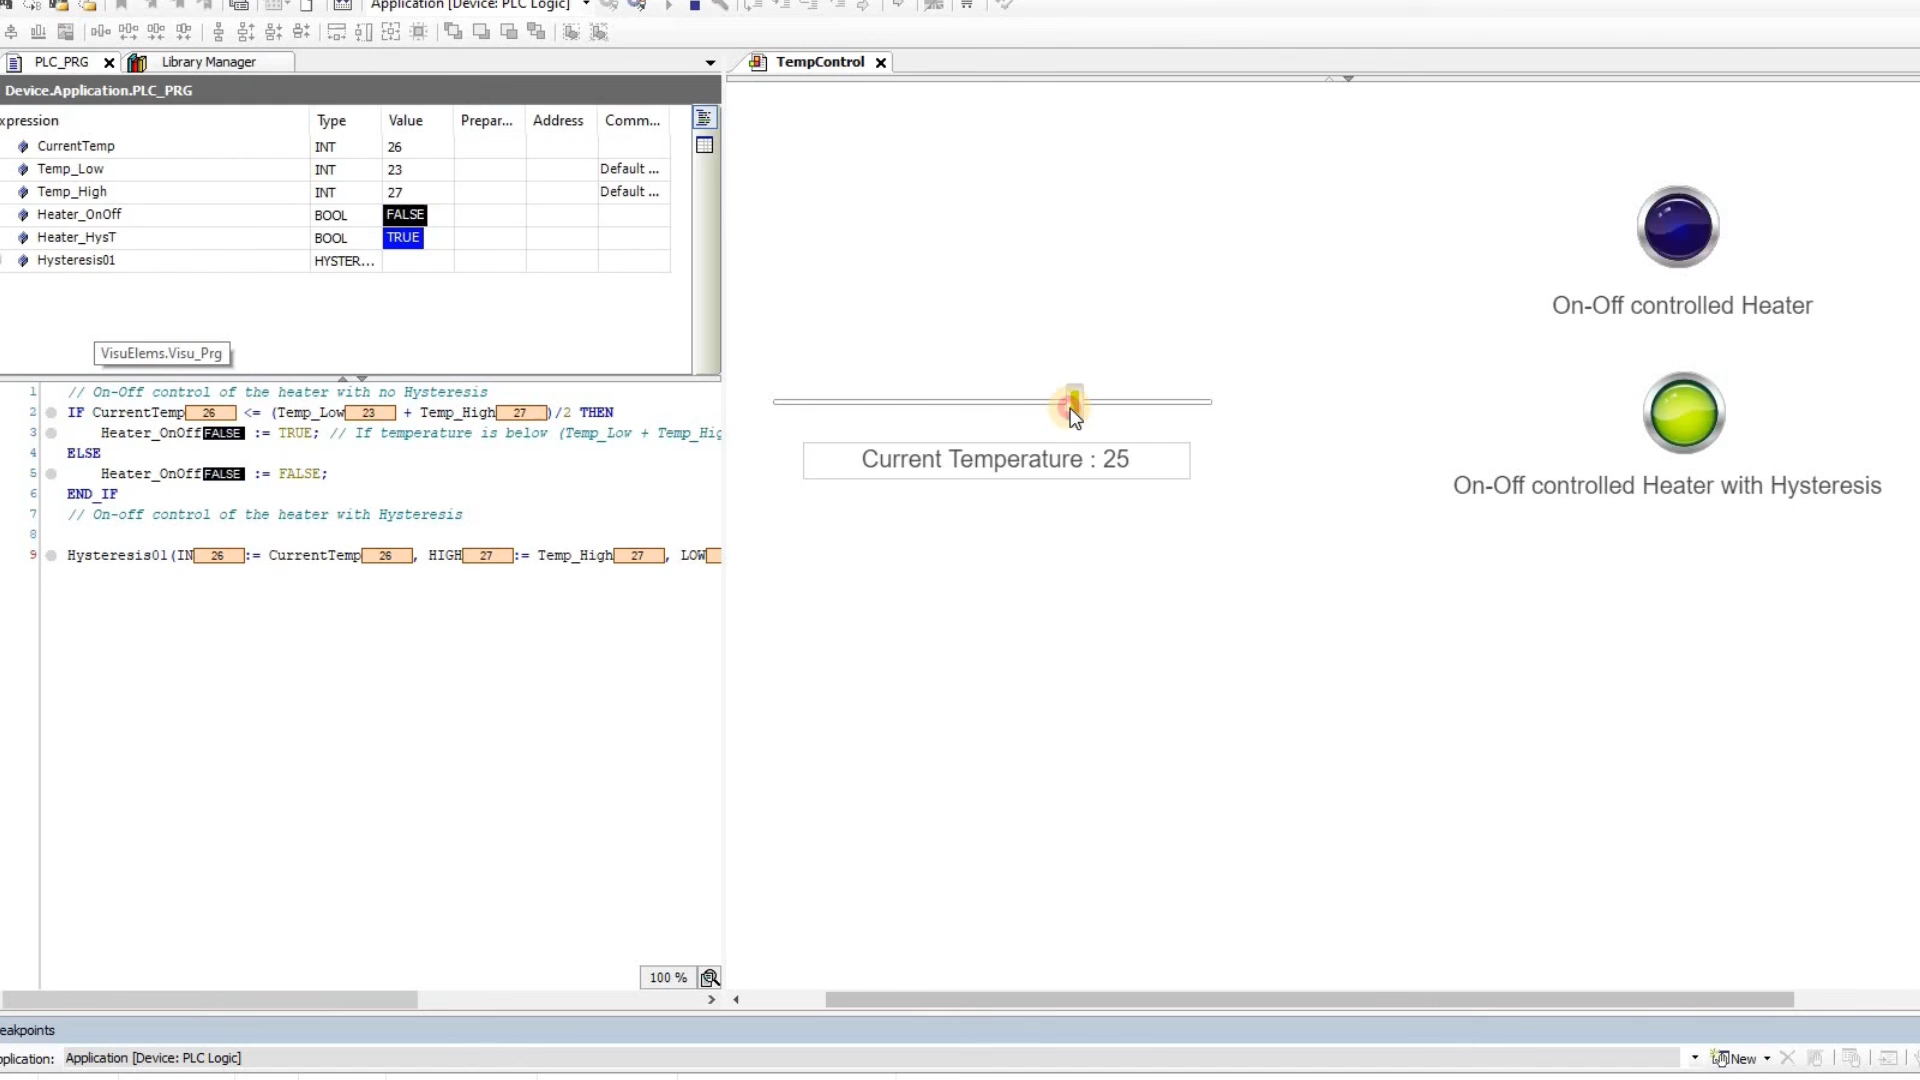 Application [Device: PLC Logic]
PLC_PRG
Library Manager
TempControl
Device.Application.PLC_PRG
xpression Type Value Prepar... Address Comm...
CurrentTemp INT 26
Temp_Low INT 23 Default ...
Temp_High INT 27 Default ...
Heater_OnOff BOOL FALSE
Heater_HysT BOOL TRUE
Hysteresis01 HYSTER...
VisuElems.Visu_Prg
1 // On-Off control of the heater with no Hysteresis
2 IF CurrentTemp 26 <= (Temp_Low 23 + Temp_High 27 )/2 THEN
3 Heater_OnOff FALSE := TRUE; // If temperature is below (Temp_Low + Temp_Hig
4 ELSE
5 Heater_OnOff FALSE := FALSE;
6 END_IF
7 // On-off control of the heater with Hysteresis
8
9 Hysteresis01(IN 26 := CurrentTemp 26 , HIGH 27 := Temp_High 27 , LOW
100 %
On-Off controlled Heater
Current Temperature : 25
On-Off controlled Heater with Hysteresis
eakpoints
pplication: Application [Device: PLC Logic]
New